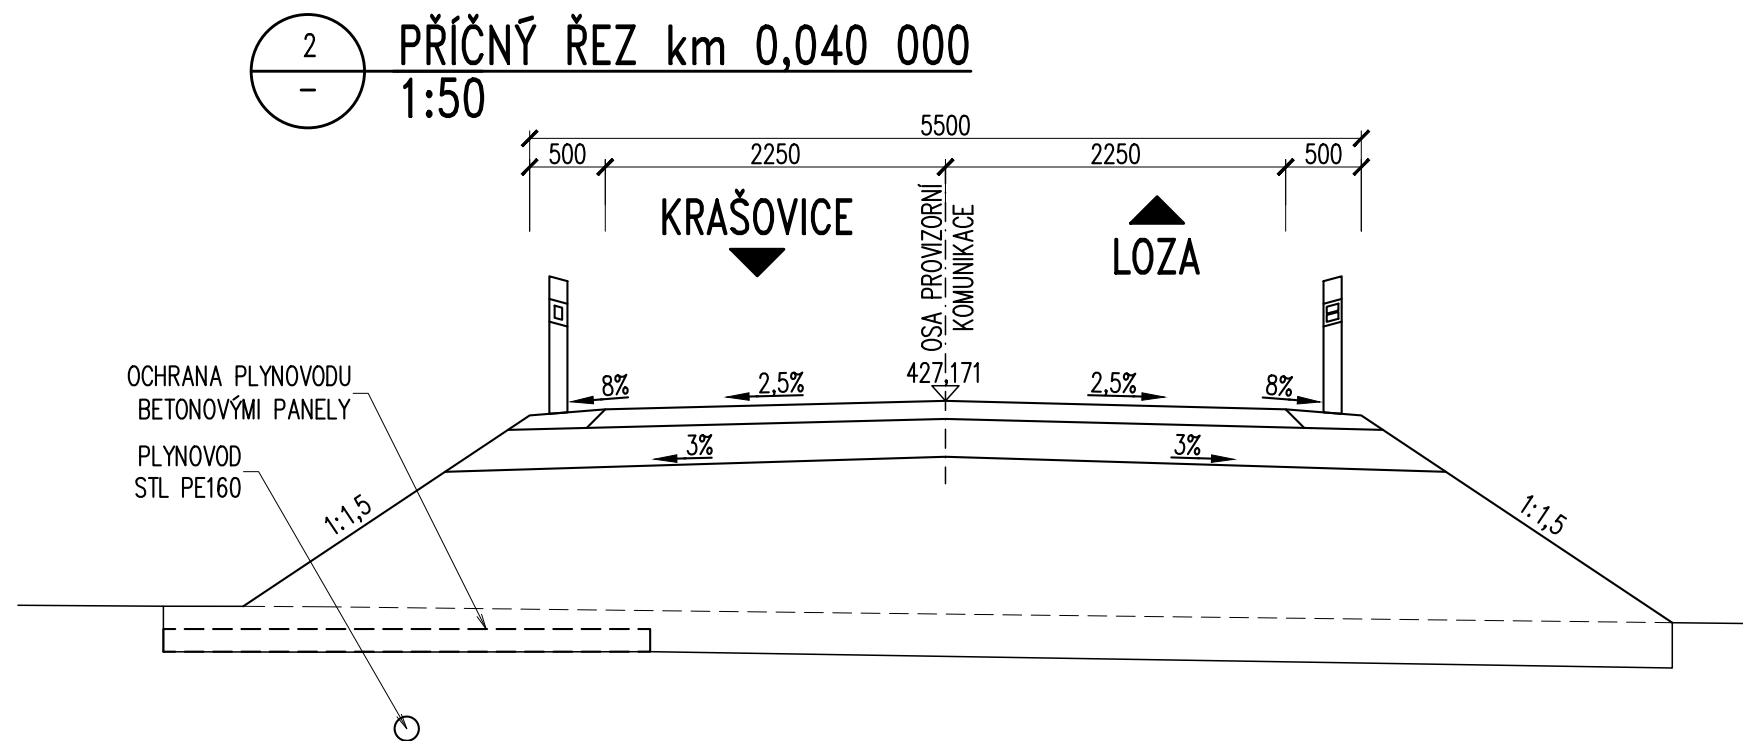 2
–
PŘÍČNÝ ŘEZ km 0,040 000
1:50
5500
500
2250
2250
500
KRAŠOVICE
LOZA
OSA PROVIZORNÍ
KOMUNIKACE
427,171
8%
2,5%
2,5%
8%
3%
3%
OCHRANA PLYNOVODU
BETONOVÝMI PANELY
PLYNOVOD
STL PE160
1:1,5
1:1,5